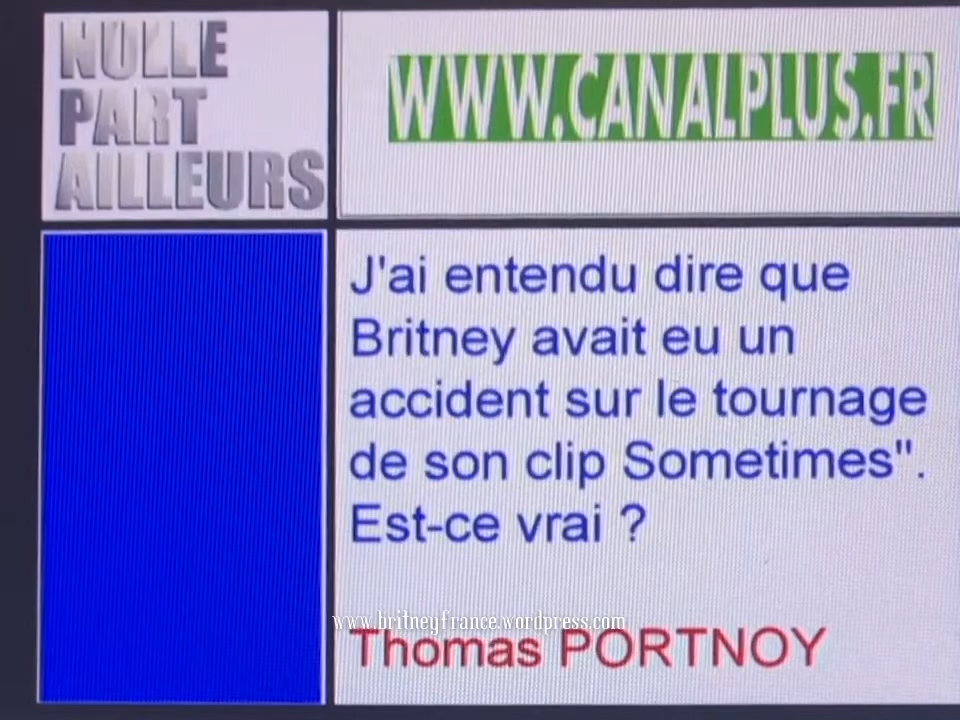 NULLE
PART
AILLEURS
WWW.CANALPLUS.FR
J'ai entendu dire que
Britney avait eu un
accident sur le tournage
de son clip Sometimes".
Est-ce vrai ?
www.britneyfrance.wordpress.com
Thomas PORTNOY